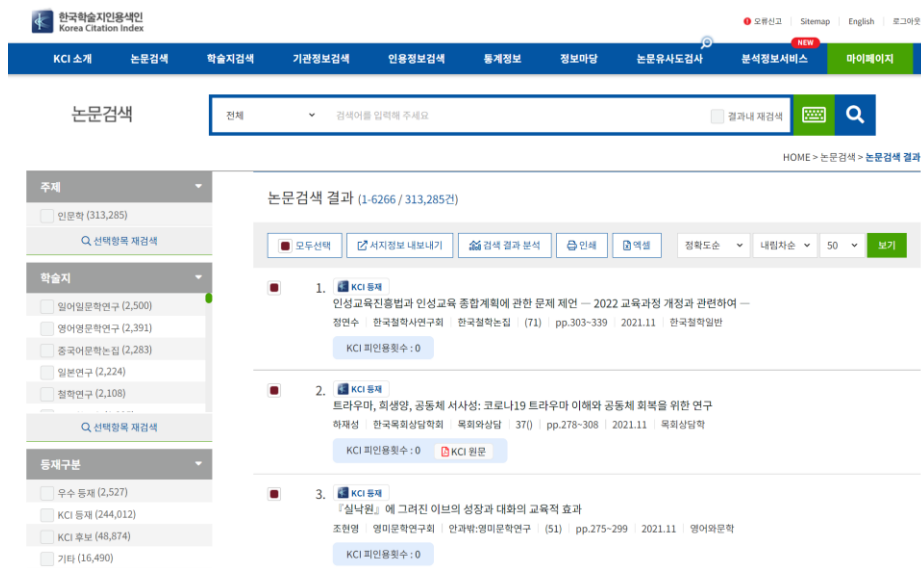 한국학술지인용색인
Korea Citation Index
오류신고 Sitemap English 로그아웃
NEW
KCI 소개 논문검색 학술지검색 기관정보검색 인용정보검색 통계정보 정보마당 논문유사도검사 분석정보서비스 마이페이지
논문검색 전체 검색어를 입력해 주세요 결과내 재검색
HOME > 논문검색 > 논문검색 결과
주제
인문학 (313,285)
선택항목 재검색
학술지
일어일문학연구 (2,500)
영어영문학연구 (2,391)
중국어문학논집 (2,283)
일본연구 (2,224)
철학연구 (2,108)
선택항목 재검색
등재구분
우수 등재 (2,527)
KCI 등재 (244,012)
KCI 후보 (48,874)
기타 (16,490)
논문검색 결과 (1-6266 / 313,285건)
모두선택 서지정보 내보내기 검색 결과 분석 인쇄 엑셀 정확도순 내림차순 50 보기
1. KCI 등재
인성교육진흥법과 인성교육 종합계획에 관한 문제 제언 — 2022 교육과정 개정과 관련하여 —
정연수 한국철학사연구회 한국철학논집 (71) pp.303~339 2021.11 한국철학일반
KCI 피인용횟수 : 0
2. KCI 등재
트라우마, 희생양, 공동체 서사성: 코로나19 트라우마 이해와 공동체 회복을 위한 연구
하재성 한국목회상담학회 목회와상담 37() pp.278~308 2021.11 목회상담학
KCI 피인용횟수 : 0 KCI 원문
3. KCI 등재
『실낙원』에 그려진 이브의 성장과 대화의 교육적 효과
조현영 영미문학연구회 안과밖:영미문학연구 (51) pp.275~299 2021.11 영어와문학
KCI 피인용횟수 : 0